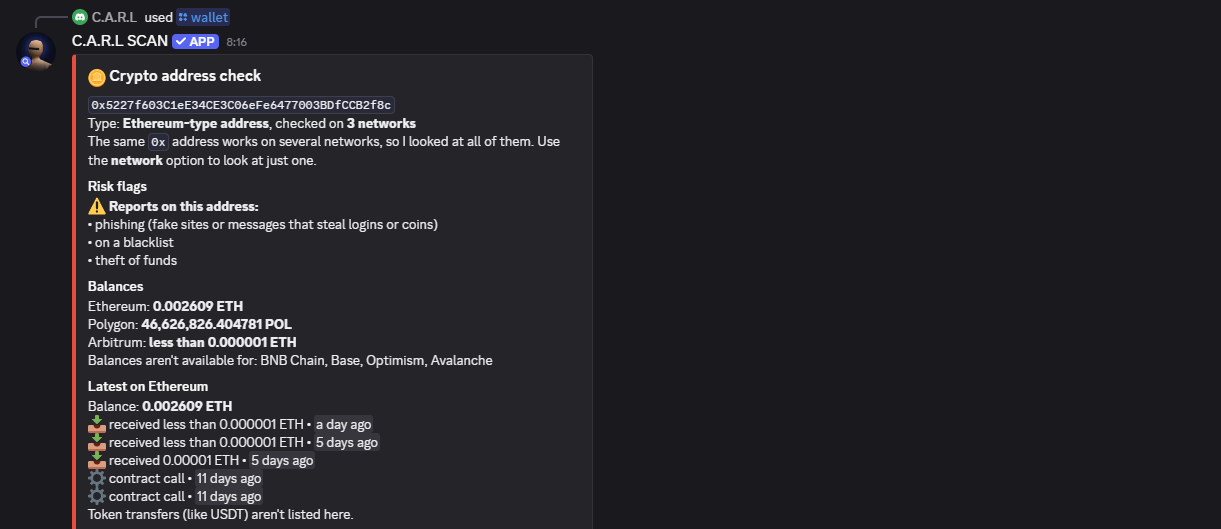 C.A.R.L used wallet
C.A.R.L SCAN APP 8:16
Crypto address check
0x5227f603C1eE34CE3C06eFe6477003BDfCCB2f8c
Type: Ethereum-type address, checked on 3 networks
The same 0x address works on several networks, so I looked at all of them. Use
the network option to look at just one.
Risk flags
Reports on this address:
• phishing (fake sites or messages that steal logins or coins)
• on a blacklist
• theft of funds
Balances
Ethereum: 0.002609 ETH
Polygon: 46,626,826.404781 POL
Arbitrum: less than 0.000001 ETH
Balances aren't available for: BNB Chain, Base, Optimism, Avalanche
Latest on Ethereum
Balance: 0.002609 ETH
received less than 0.000001 ETH • a day ago
received less than 0.000001 ETH • 5 days ago
received 0.00001 ETH • 5 days ago
contract call • 11 days ago
contract call • 11 days ago
Token transfers (like USDT) aren't listed here.